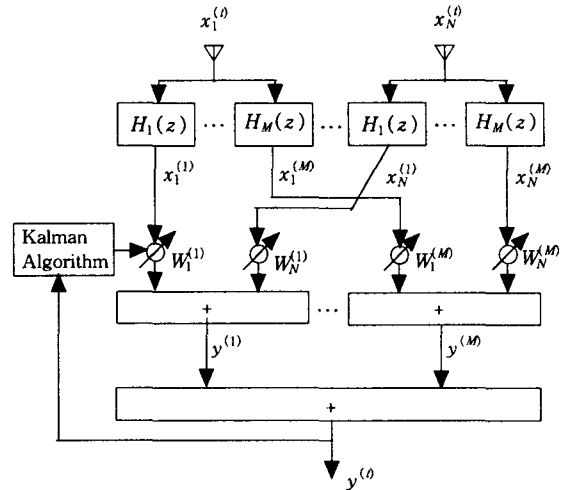 x_1^{(t)} x_N^{(t)}
H_1(z) ... H_M(z) ... H_1(z) ... H_M(z)
x_1^{(1)} x_1^{(M)} x_N^{(1)} x_N^{(M)}
Kalman
Algorithm
W_1^{(1)} W_N^{(1)} W_1^{(M)} W_N^{(M)}
+ ... +
y^{(1)} y^{(M)}
+
y^{(t)}